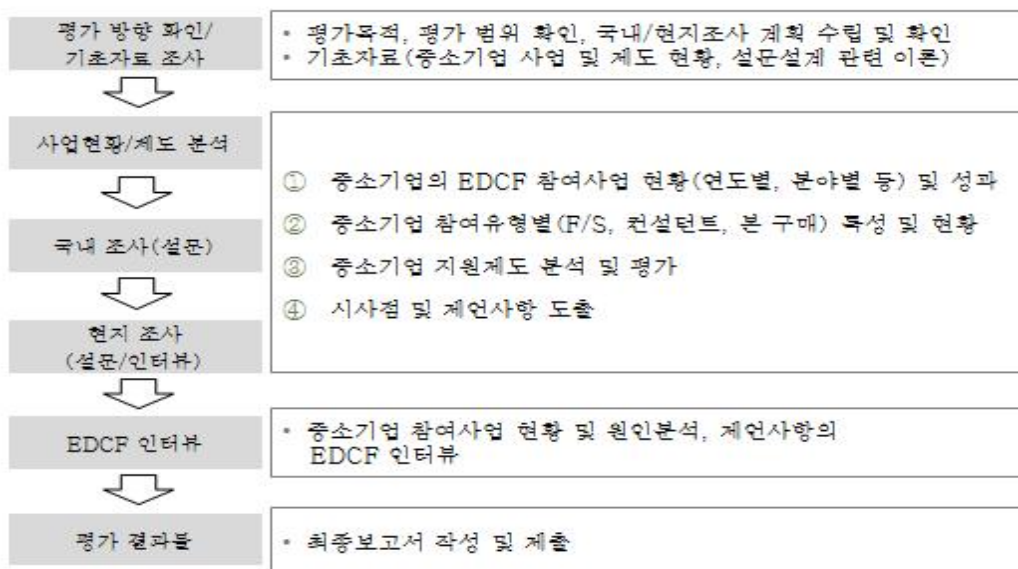 평가 방향 확인/
기초자료 조사
• 평가목적, 평가 범위 확인, 국내/현지조사 계획 수립 및 확인
• 기초자료(중소기업 사업 및 제도 현황, 설문설계 관련 이론)
사업현황/제도 분석
국내 조사(설문)
현지 조사
(설문/인터뷰)
① 중소기업의 EDCF 참여사업 현황(연도별, 분야별 등) 및 성과
② 중소기업 참여유형별(F/S, 컨설턴트, 본 구매) 특성 및 현황
③ 중소기업 지원제도 분석 및 평가
④ 시사점 및 제언사항 도출
EDCF 인터뷰
• 중소기업 참여사업 현황 및 원인분석, 제언사항의
EDCF 인터뷰
평가 결과물
• 최종보고서 작성 및 제출